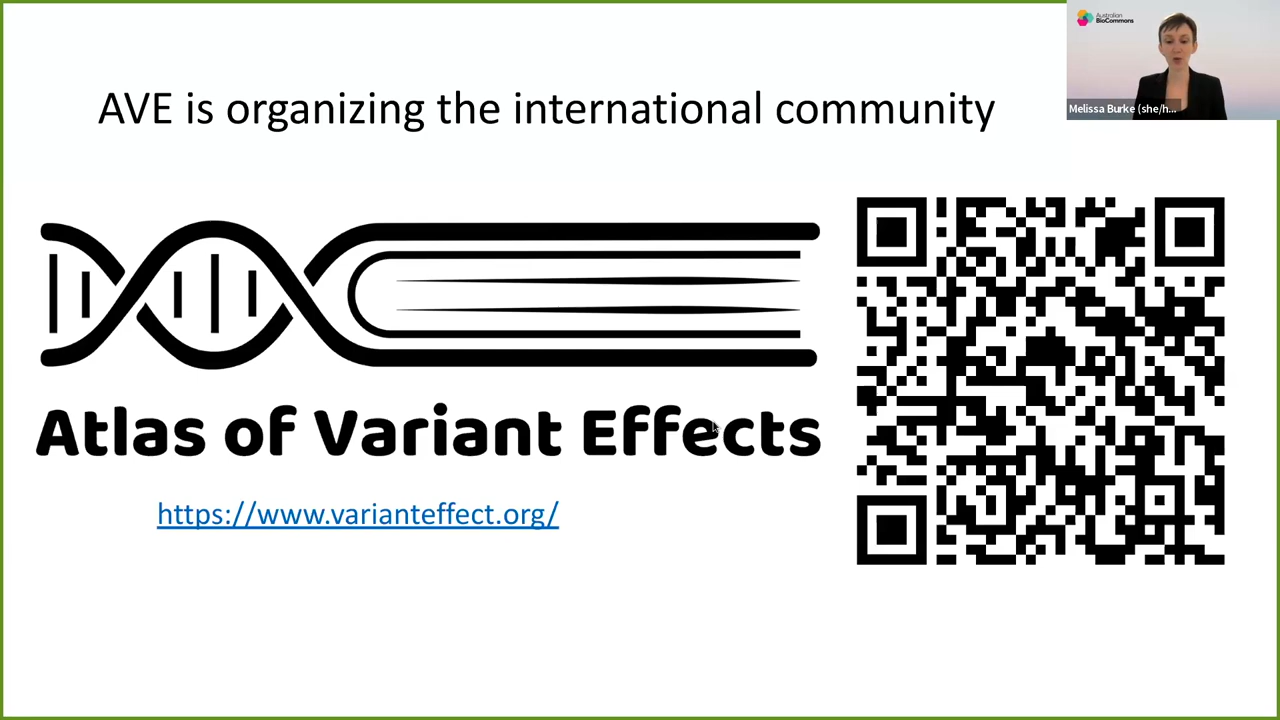 Australian
BioCommons
Melissa Burke (she/h...
AVE is organizing the international community
Atlas of Variant Effects
https://www.varianteffect.org/